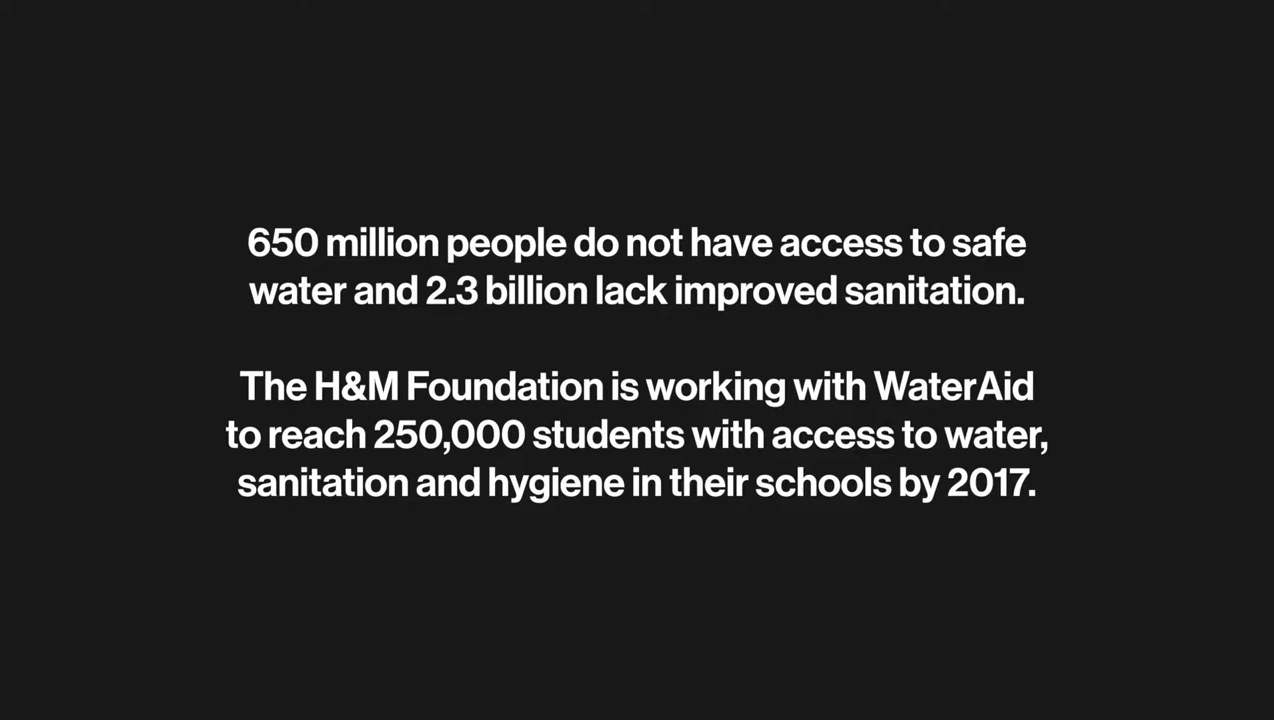 650 million people do not have access to safe
water and 2.3 billion lack improved sanitation.
The H&M Foundation is working with WaterAid
to reach 250,000 students with access to water,
sanitation and hygiene in their schools by 2017.